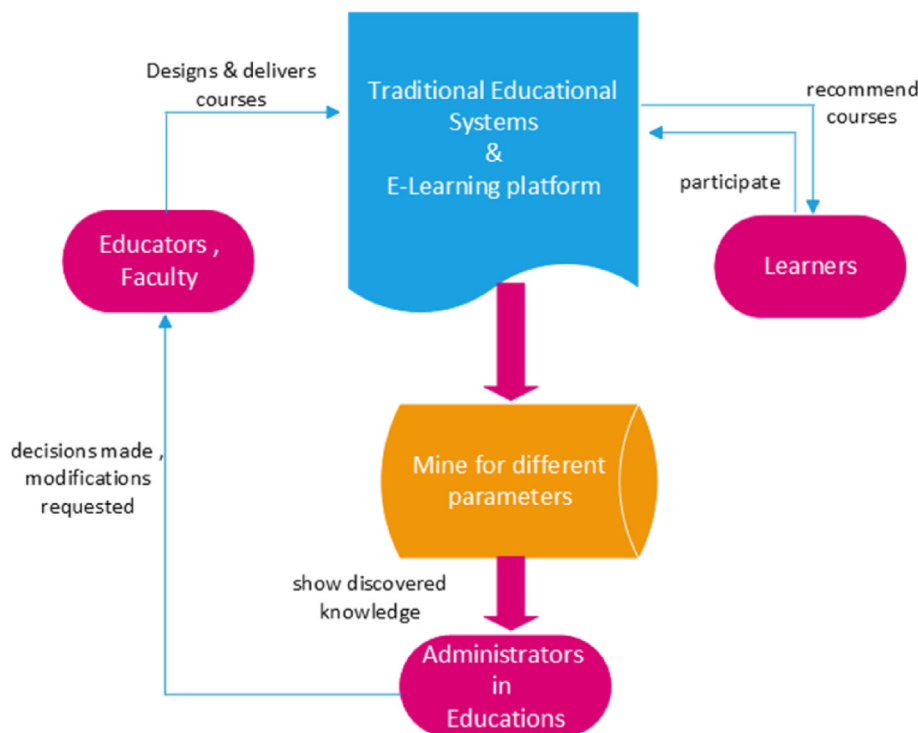 Designs & delivers
courses
Traditional Educational
Systems
&
E-Learning platform
recommend
courses
participate
Educators ,
Faculty
Learners
Mine for different
parameters
decisions made ,
modifications
requested
show discovered
knowledge
Administrators
in
Educations